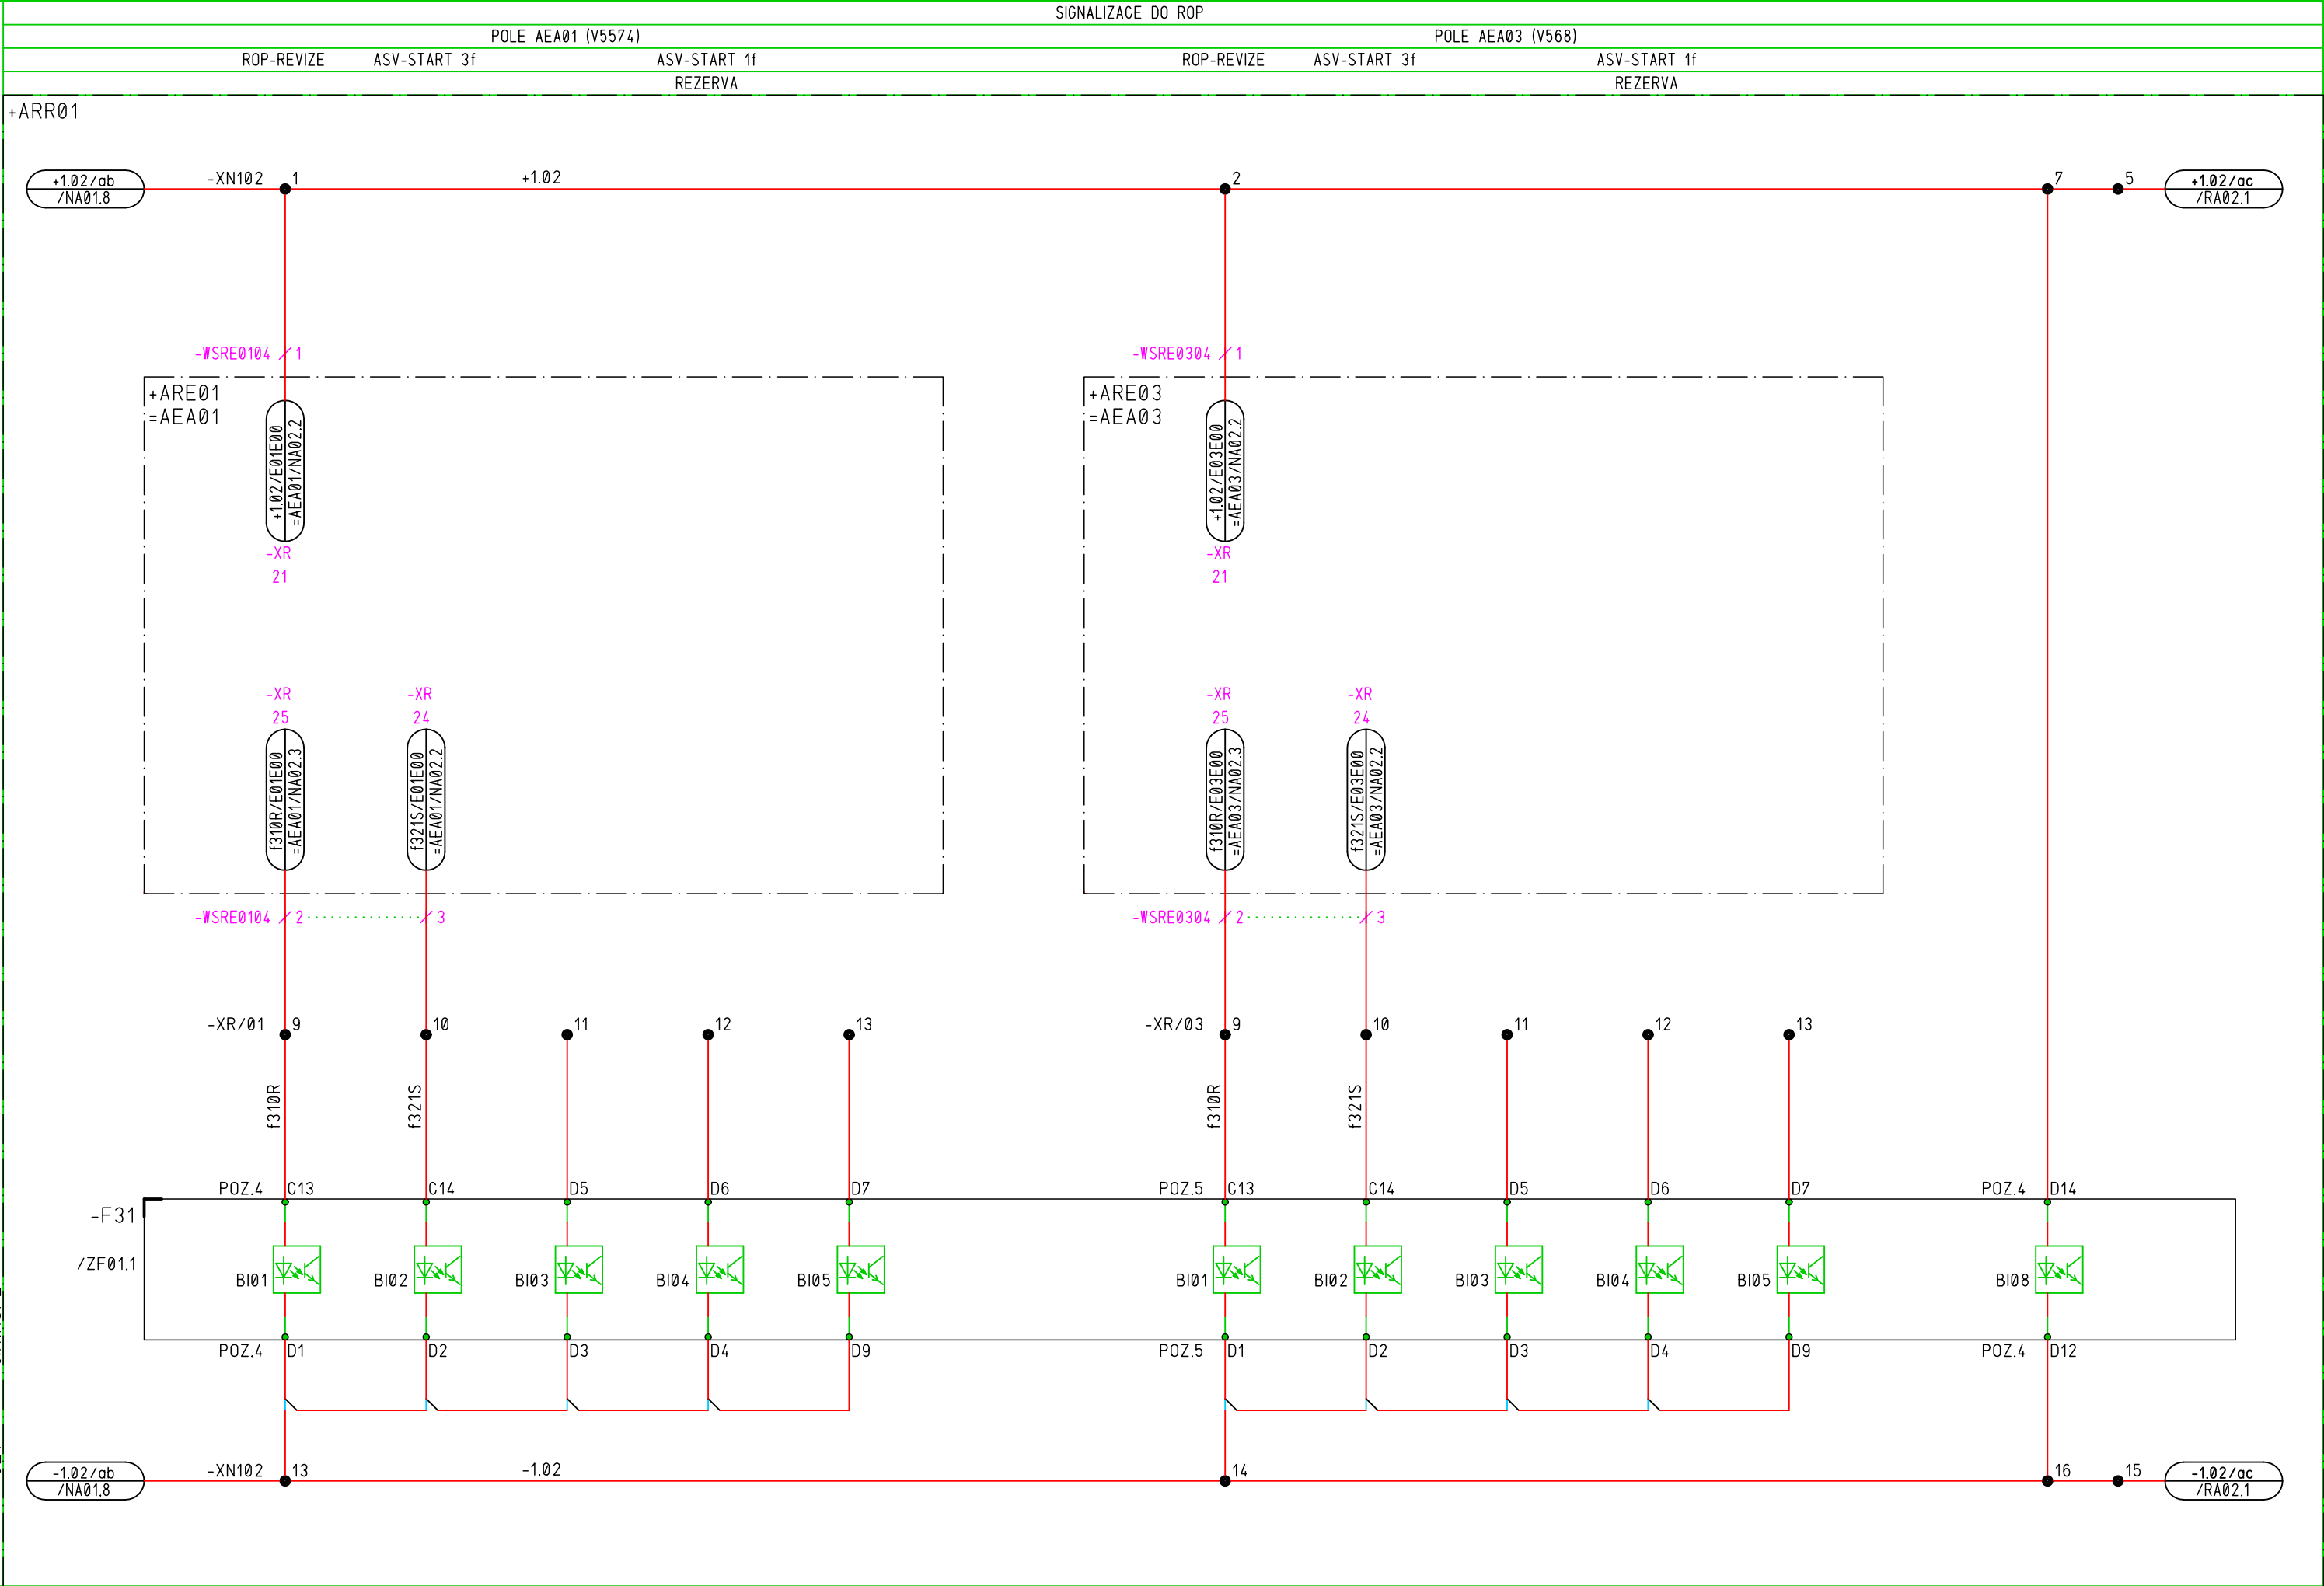 SIGNALIZACE DO ROP
POLE AEA01 (V5574) POLE AEA03 (V568)
ROP-REVIZE ASV-START 3f ASV-START 1f ROP-REVIZE ASV-START 3f ASV-START 1f
REZERVA REZERVA
+ARR01
+1.02/ab -XN102 1 +1.02 2 7 5 +1.02/ac
/NA01.8 /RA02.1
-WSRE0104 1 -WSRE0304 1
+ARE01 +ARE03
=AEA01 =AEA03
+1.02/E01E00 +1.02/E03E00
=AEA01/NA02.2 =AEA03/NA02.2
-XR -XR
21 21
-XR -XR -XR -XR
25 24 25 24
f310R/E01E00 f321S/E01E00 f310R/E03E00 f321S/E03E00
=AEA01/NA02.3 =AEA01/NA02.2 =AEA03/NA02.3 =AEA03/NA02.2
-WSRE0104 2 3 -WSRE0304 2 3
-XR/01 9 10 11 12 13 -XR/03 9 10 11 12 13
f310R f321S f310R f321S
POZ.4 C13 C14 D5 D6 D7 POZ.5 C13 C14 D5 D6 D7 POZ.4 D14
-F31
/ZF01.1
BI01 BI02 BI03 BI04 BI05 BI01 BI02 BI03 BI04 BI05 BI08
POZ.4 D1 D2 D3 D4 D9 POZ.5 D1 D2 D3 D4 D9 POZ.4 D12
-1.02/ab -XN102 13 -1.02 14 16 15 -1.02/ac
/NA01.8 /RA02.1